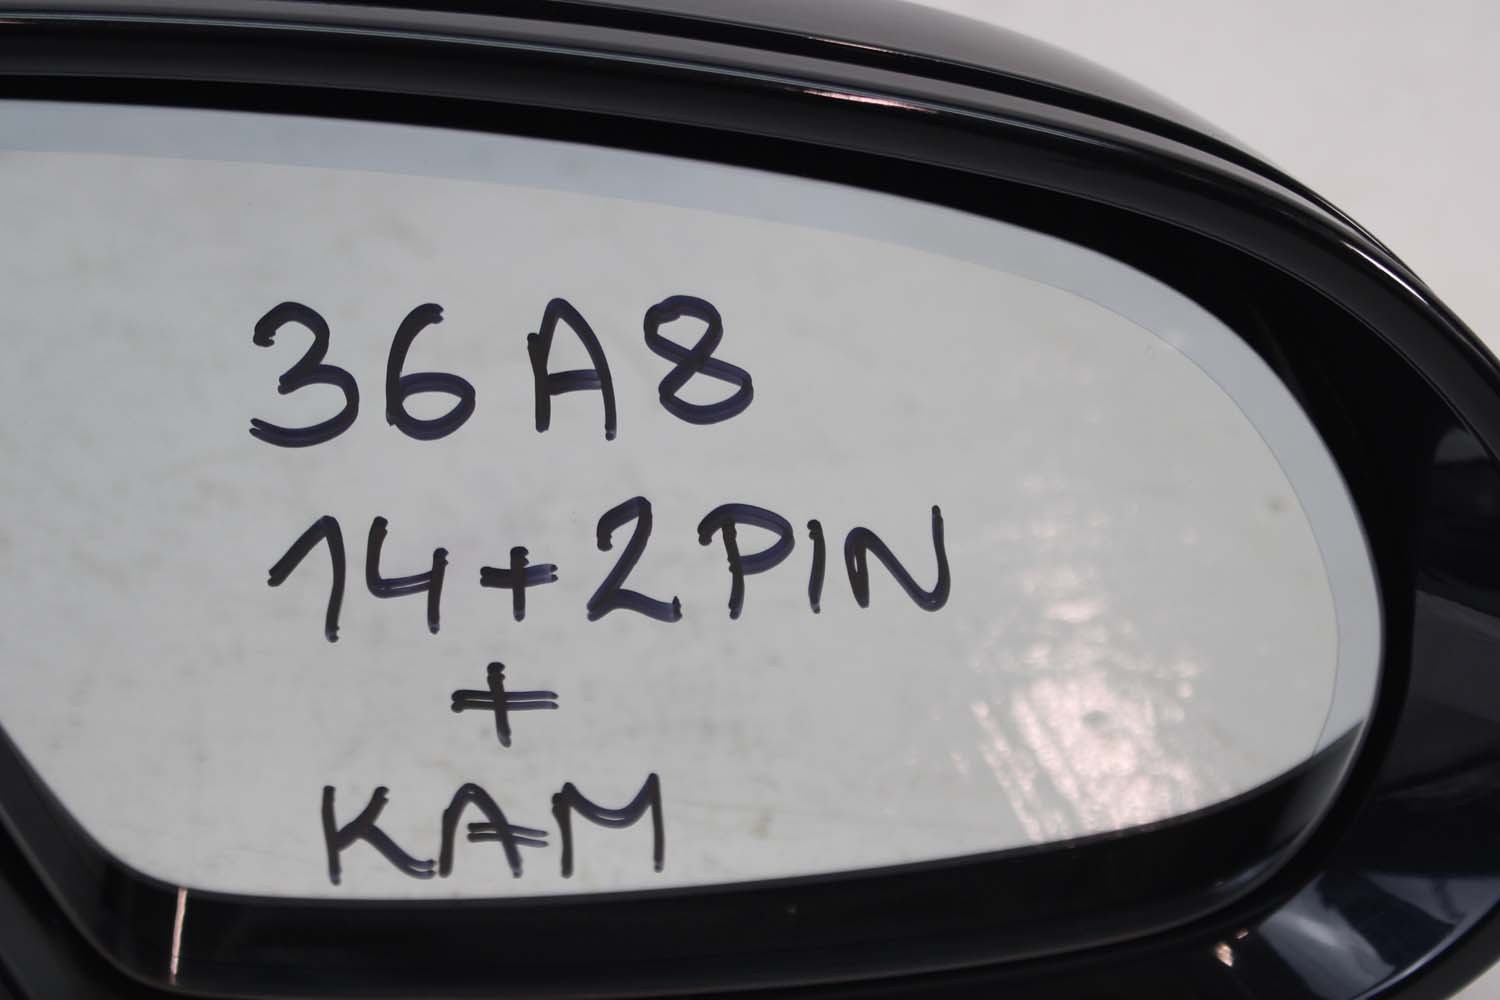 36A8
14+2PIN
+
KAM